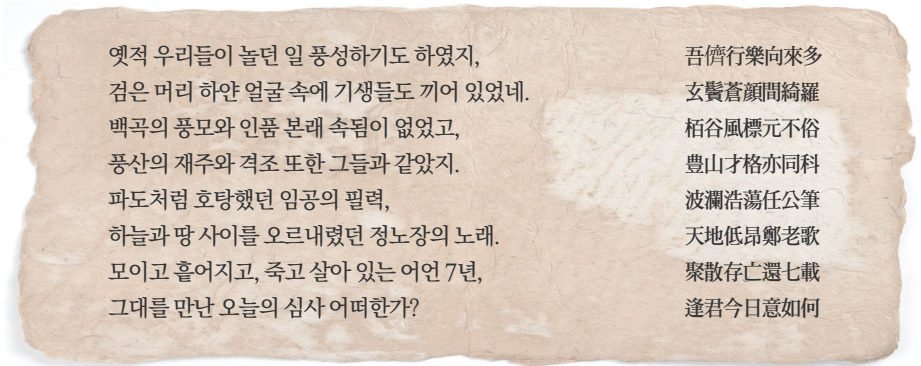 옛적 우리들이 놀던 일 풍성하기도 하였지,
검은 머리 하얀 얼굴 속에 기생들도 끼어 있었네.
백곡의 풍모와 인품 본래 속됨이 없었고,
풍산의 재주와 격조 또한 그들과 같았지.
파도처럼 호탕했던 임공의 필력,
하늘과 땅 사이를 오르내렸던 정노장의 노래.
모이고 흩어지고, 죽고 살아 있는 어언 7년,
그대를 만난 오늘의 심사 어떠한가?
吾儕行樂向來多
玄鬢蒼顔間綺羅
栢谷風標元不俗
豊山才格亦同科
波瀾浩蕩任公筆
天地低昻鄭老歌
聚散存亡還七載
逢君今日意如何